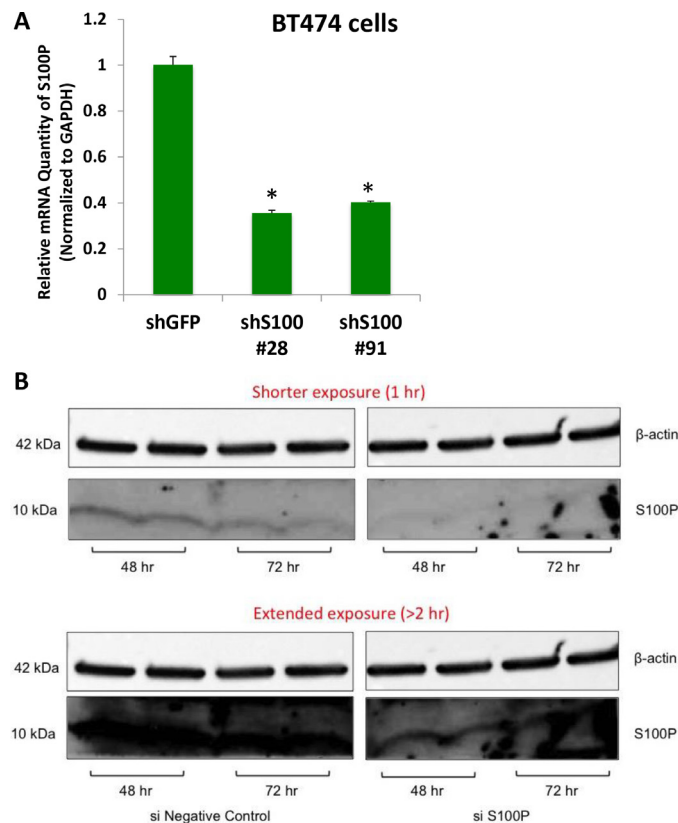 A
BT474 cells
Relative mRNA Quantity of S100P
(Normalized to GAPDH)
1.2
1
0.8
0.6
0.4
0.2
0
*
*
shGFP
shS100
#28
shS100
#91
B
Shorter exposure (1 hr)
42 kDa
β-actin
10 kDa
S100P
48 hr
72 hr
48 hr
72 hr
Extended exposure (>2 hr)
42 kDa
β-actin
10 kDa
S100P
48 hr
72 hr
48 hr
72 hr
si Negative Control
si S100P